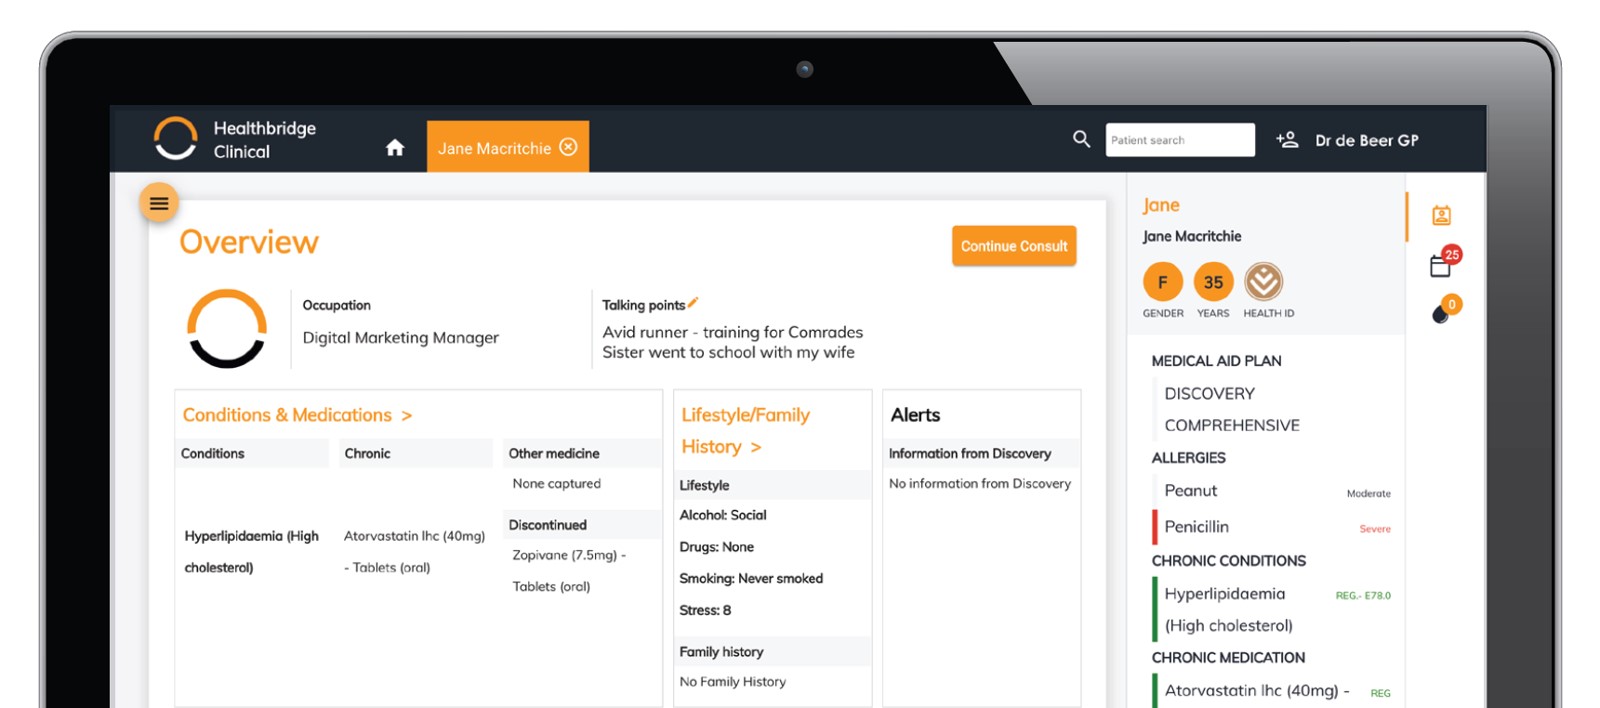 Healthbridge
Clinical
Jane Macritchie
Patient search
Dr de Beer GP
Overview
Continue Consult
Occupation
Digital Marketing Manager
Talking points
Avid runner - training for Comrades
Sister went to school with my wife
Conditions & Medications >
Conditions
Chronic
Other medicine
None captured
Discontinued
Hyperlipidaemia (High
cholesterol)
Atorvastatin lhc (40mg)
- Tablets (oral)
Zopivane (7.5mg) -
Tablets (oral)
Lifestyle/Family
History >
Lifestyle
Alcohol: Social
Drugs: None
Smoking: Never smoked
Stress: 8
Family history
No Family History
Alerts
Information from Discovery
No information from Discovery
Jane
Jane Macritchie
F
35
GENDER
YEARS
HEALTH ID
MEDICAL AID PLAN
DISCOVERY
COMPREHENSIVE
ALLERGIES
Peanut
Moderate
Penicillin
Severe
CHRONIC CONDITIONS
Hyperlipidaemia
REG.- E78.0
(High cholesterol)
CHRONIC MEDICATION
Atorvastatin lhc (40mg) -
REG
25
0